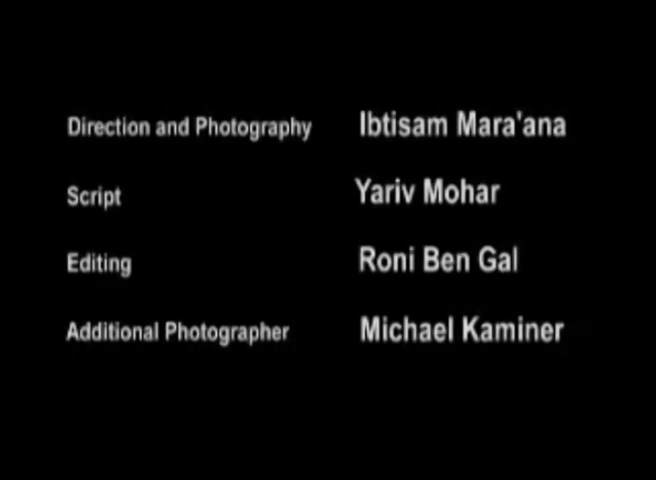 Direction and Photography Ibtisam Mara'ana
Script Yariv Mohar
Editing Roni Ben Gal
Additional Photographer Michael Kaminer